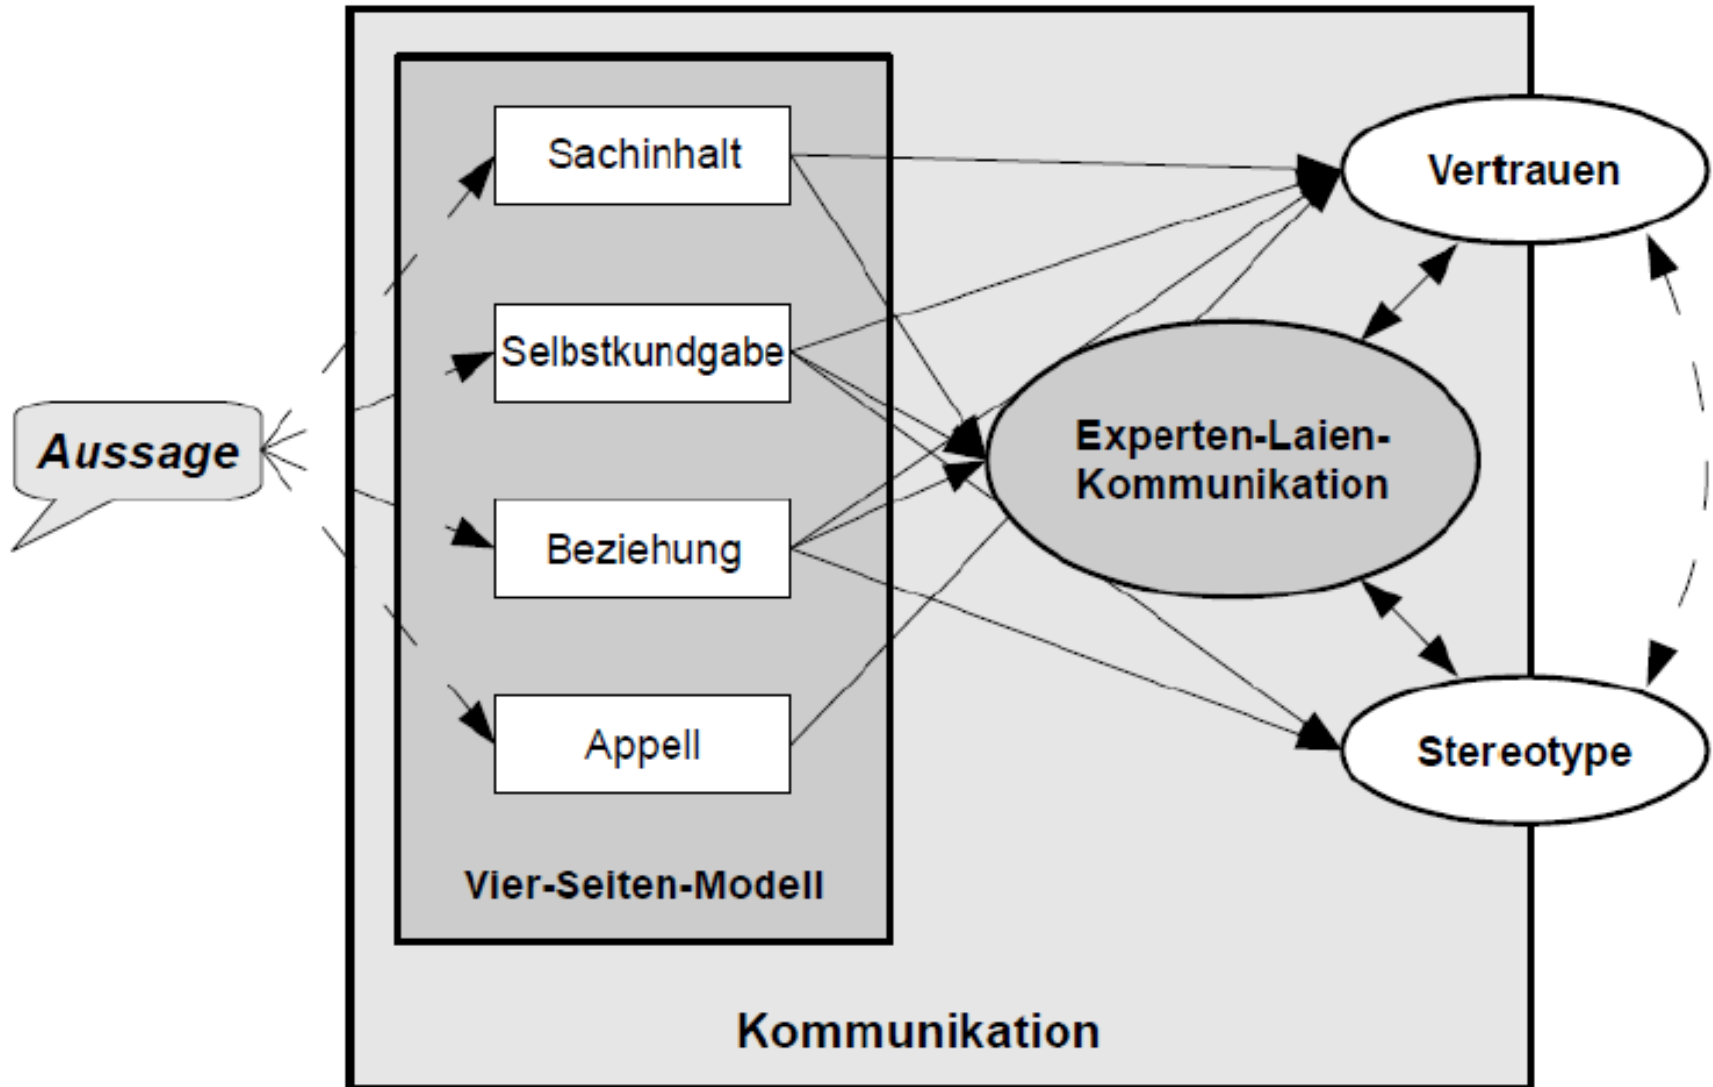 Sachinhalt
Vertrauen
Selbstkundgabe
Aussage
Experten-Laien-
Kommunikation
Beziehung
Appell
Stereotype
Vier-Seiten-Modell
Kommunikation